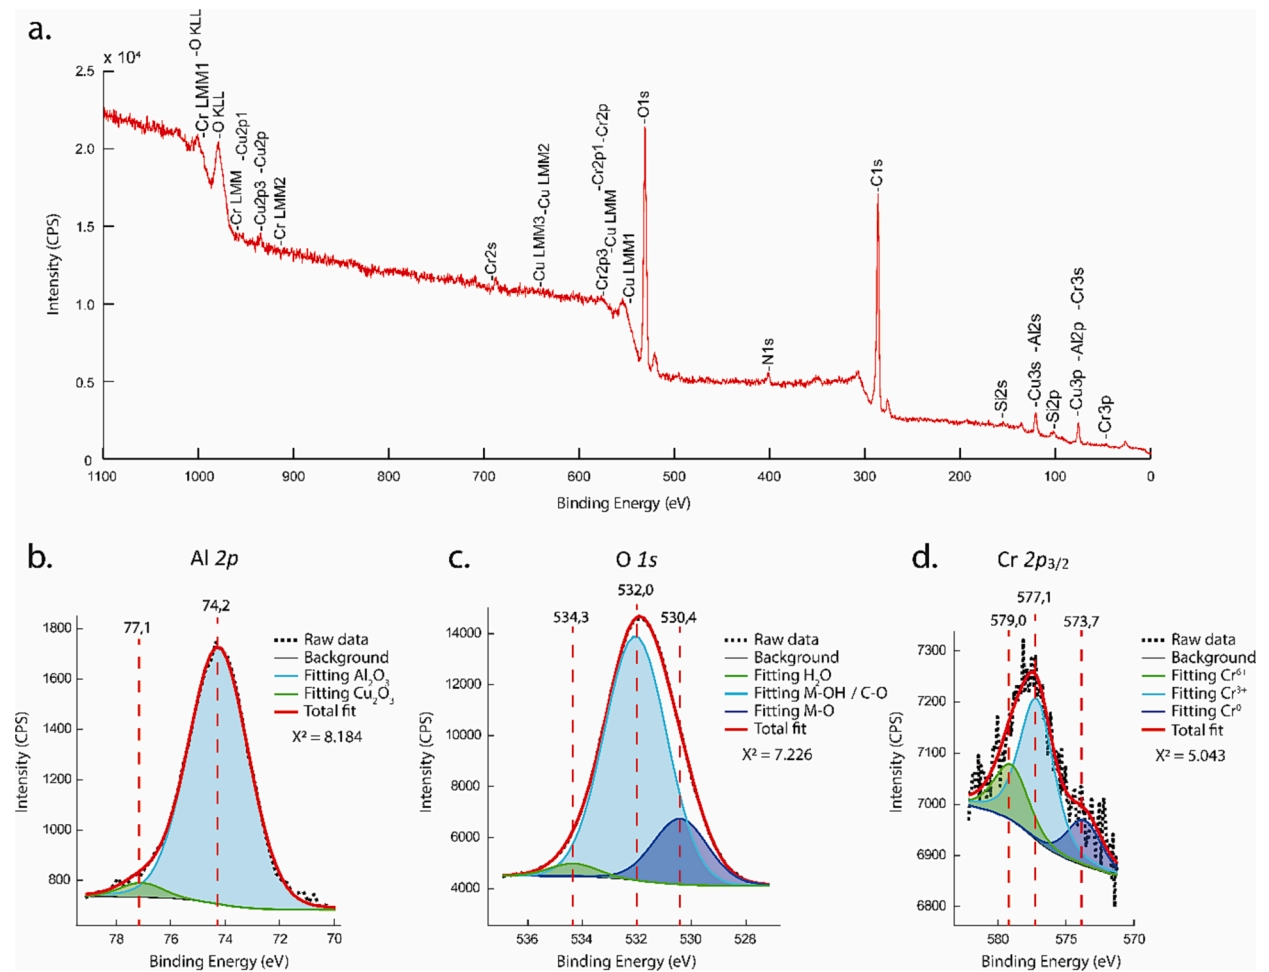 a.
x 10⁴
2.5
2.0
1.5
1.0
0.5
0
Intensity (CPS)
-Cr LMM1 -O KLL
-O KLL
-Cr LMM -Cu2p1
-Cu2p3 -Cu2p
-Cr LMM2
-Cr2s
-Cu LMM3 -Cu LMM2
-Cr2p3 -Cr2p1 -Cr2p
-Cu LMM
-Cu LMM1
-O1s
-N1s
-C1s
-Si2s
-Cu3s -Al2s
-Si2p
-Cu3p -Al2p -Cr3s
-Cr3p
1100 1000 900 800 700 600 500 400 300 200 100 0
Binding Energy (eV)
b. Al 2p
77,1 74,2
1800
1600
1400
1200
1000
800
Intensity (CPS)
Raw data
Background
Fitting Al₂O₃
Fitting Cu₂O₃
Total fit
X² = 8.184
78 76 74 72 70
Binding Energy (eV)
c. O 1s
534,3 532,0 530,4
14000
12000
10000
8000
6000
4000
Intensity (CPS)
Raw data
Background
Fitting H₂O
Fitting M-OH / C-O
Fitting M-O
Total fit
X² = 7.226
536 534 532 530 528
Binding Energy (eV)
d. Cr 2p₃/₂
579,0 577,1 573,7
7300
7200
7100
7000
6900
6800
Intensity (CPS)
Raw data
Background
Fitting Cr⁶⁺
Fitting Cr³⁺
Fitting Cr⁰
Total fit
X² = 5.043
580 575 570
Binding Energy (eV)